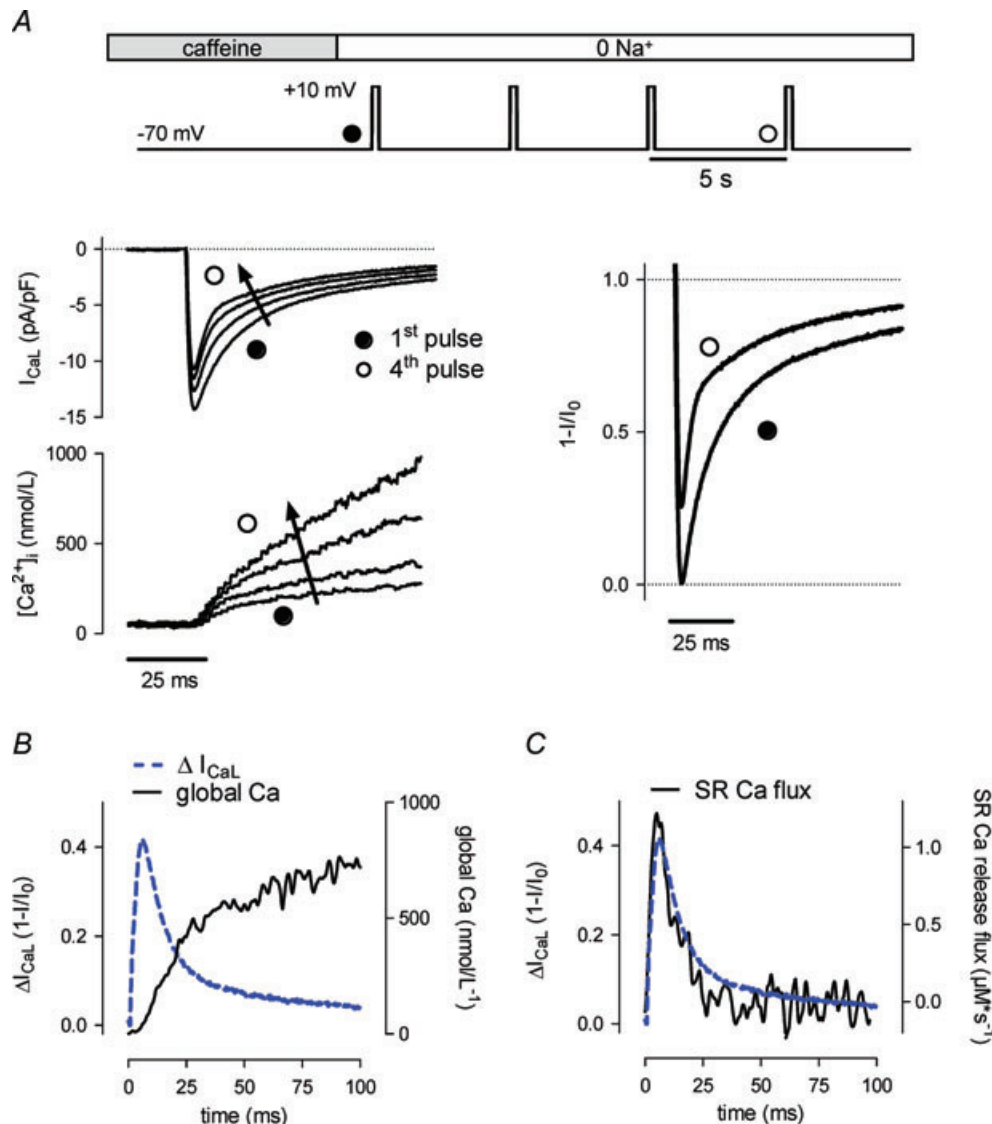 A
caffeine
0 Na⁺
+10 mV
-70 mV
5 s
I_CaL (pA/pF)
0
-5
-10
-15
1st pulse
4th pulse
[Ca²⁺]i (nmol/L)
1000
500
0
25 ms
1-I/I₀
1.0
0.5
0.0
25 ms
B
Δ I_CaL
global Ca
ΔI_CaL (1-I/I₀)
0.4
0.2
0.0
1000
500
0
global Ca (nmol/L⁻¹)
0 25 50 75 100
time (ms)
C
SR Ca flux
ΔI_CaL (1-I/I₀)
0.4
0.2
0.0
1.0
0.5
0.0
SR Ca release flux (µM*s⁻¹)
0 25 50 75 100
time (ms)